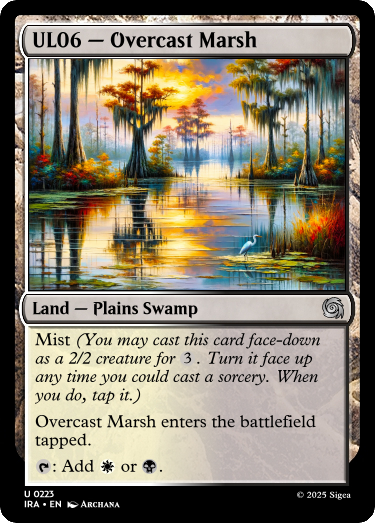 UL06 — Overcast Marsh
Land — Plains Swamp
Mist (You may cast this card face-down
as a 2/2 creature for 3. Turn it face up
any time you could cast a sorcery. When
you do, tap it.)
Overcast Marsh enters the battlefield
tapped.
: Add or .
U 0223
IRA • EN Archana
© 2025 Sigea